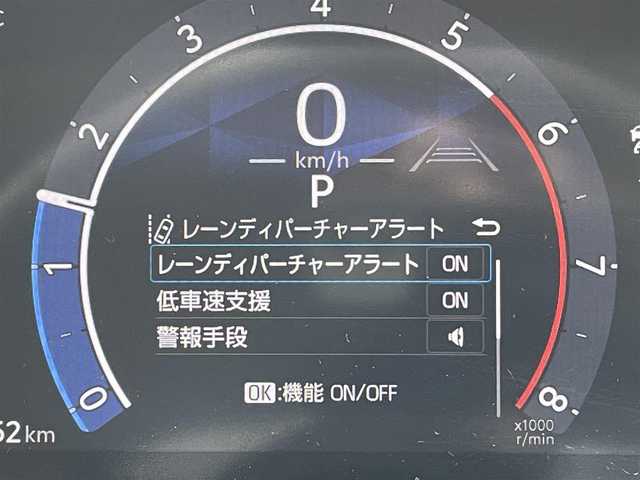 4
3
5
2
6
0
km/h
P
レーンディパーチャーアラート
レーンディパーチャーアラート ON
1
7
低車速支援 ON
警報手段
OK:機能 ON/OFF
0
8
x1000
r/min
52 km